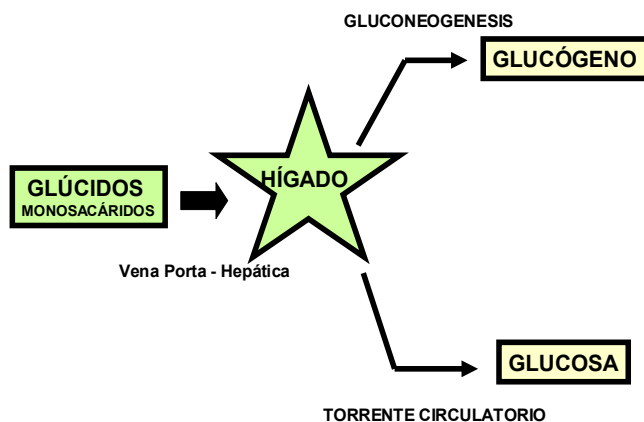 GLUCONEOGENESIS
GLUCÓGENO
HÍGADO
GLÚCIDOS
MONOSACÁRIDOS
Vena Porta - Hepática
GLUCOSA
TORRENTE CIRCULATORIO